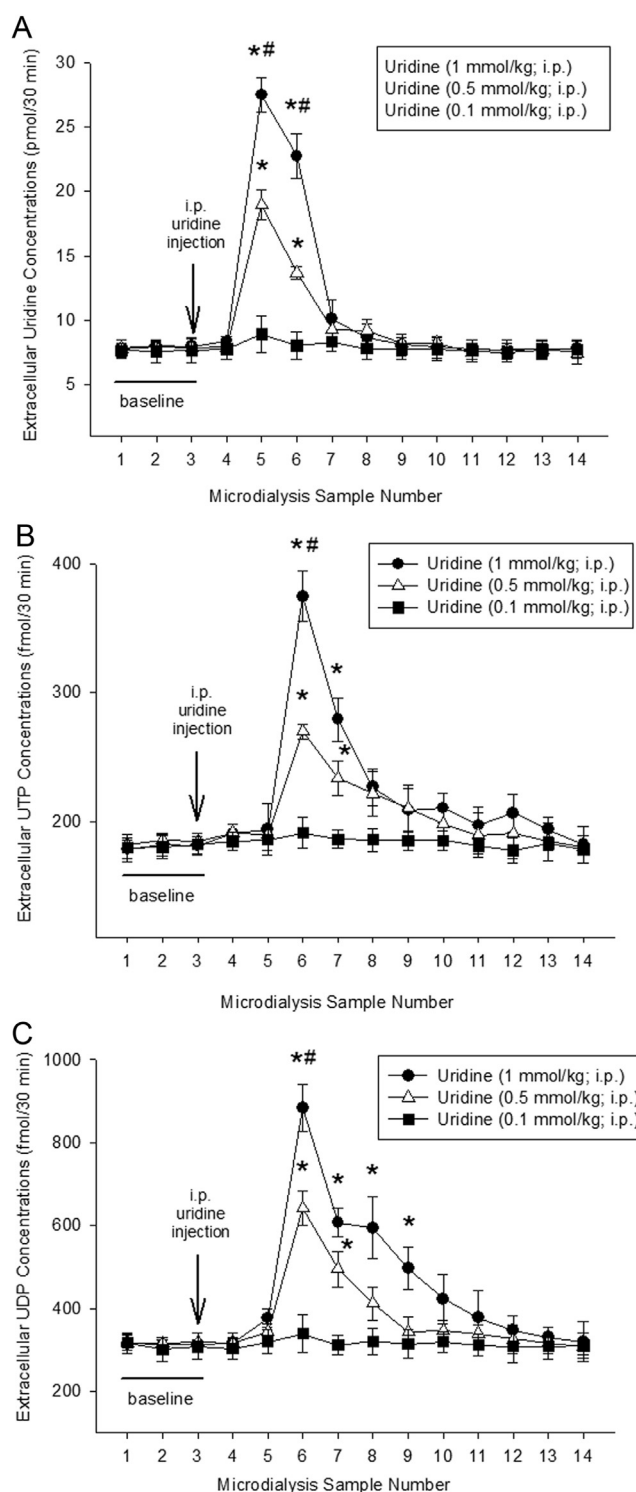 A
Extracellular Uridine Concentrations (pmol/30 min)
30
25
20
15
10
5
*#
*#
*
*
Uridine (1 mmol/kg; i.p.)
Uridine (0.5 mmol/kg; i.p.)
Uridine (0.1 mmol/kg; i.p.)
i.p.
uridine
injection
baseline
1 2 3 4 5 6 7 8 9 10 11 12 13 14
Microdialysis Sample Number
B
Extracellular UTP Concentrations (fmol/30 min)
400
300
200
*#
*
*
*
Uridine (1 mmol/kg; i.p.)
Uridine (0.5 mmol/kg; i.p.)
Uridine (0.1 mmol/kg; i.p.)
i.p.
uridine
injection
baseline
1 2 3 4 5 6 7 8 9 10 11 12 13 14
Microdialysis Sample Number
C
Extracellular UDP Concentrations (fmol/30 min)
1000
800
600
400
200
*#
*
*
*
*
*
Uridine (1 mmol/kg; i.p.)
Uridine (0.5 mmol/kg; i.p.)
Uridine (0.1 mmol/kg; i.p.)
i.p.
uridine
injection
baseline
1 2 3 4 5 6 7 8 9 10 11 12 13 14
Microdialysis Sample Number